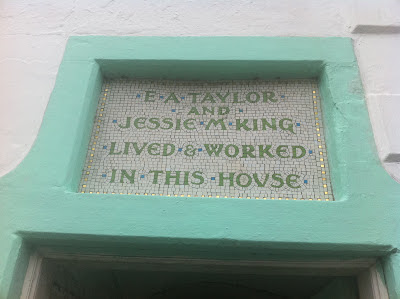 ·E·A·TAYLOR·
AND
·JESSIE·M·KING·
·LIVED·&·WORKED·
·IN·THIS·HOUSE·